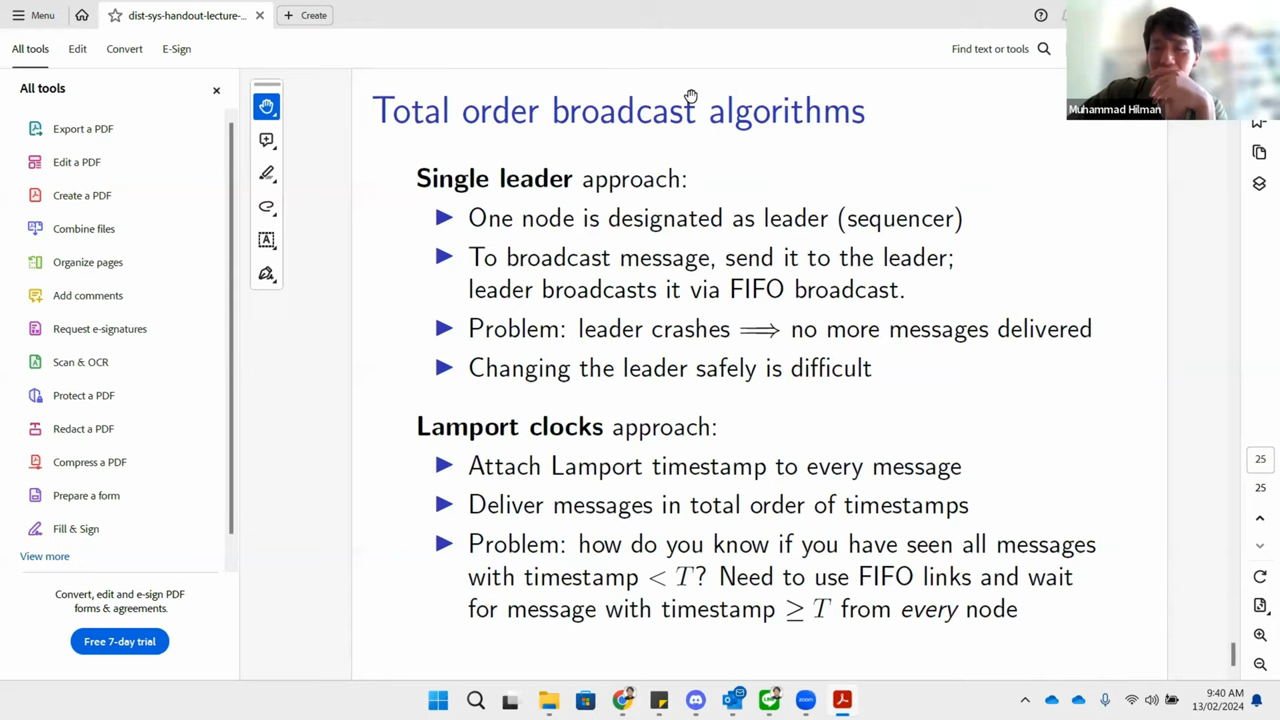 Menu
dist-sys-handout-lecture-...
Create
All tools
Edit
Convert
E-Sign
Find text or tools
Muhammad Hilman
All tools
Export a PDF
Edit a PDF
Create a PDF
Combine files
Organize pages
Add comments
Request e-signatures
Scan & OCR
Protect a PDF
Redact a PDF
Compress a PDF
Prepare a form
Fill & Sign
View more
Convert, edit and e-sign PDF
forms & agreements.
Free 7-day trial
Total order broadcast algorithms
Single leader approach:
One node is designated as leader (sequencer)
To broadcast message, send it to the leader;
leader broadcasts it via FIFO broadcast.
Problem: leader crashes ⟹ no more messages delivered
Changing the leader safely is difficult
Lamport clocks approach:
Attach Lamport timestamp to every message
Deliver messages in total order of timestamps
Problem: how do you know if you have seen all messages
with timestamp < T? Need to use FIFO links and wait
for message with timestamp ≥ T from every node
25
25
9:40 AM
13/02/2024